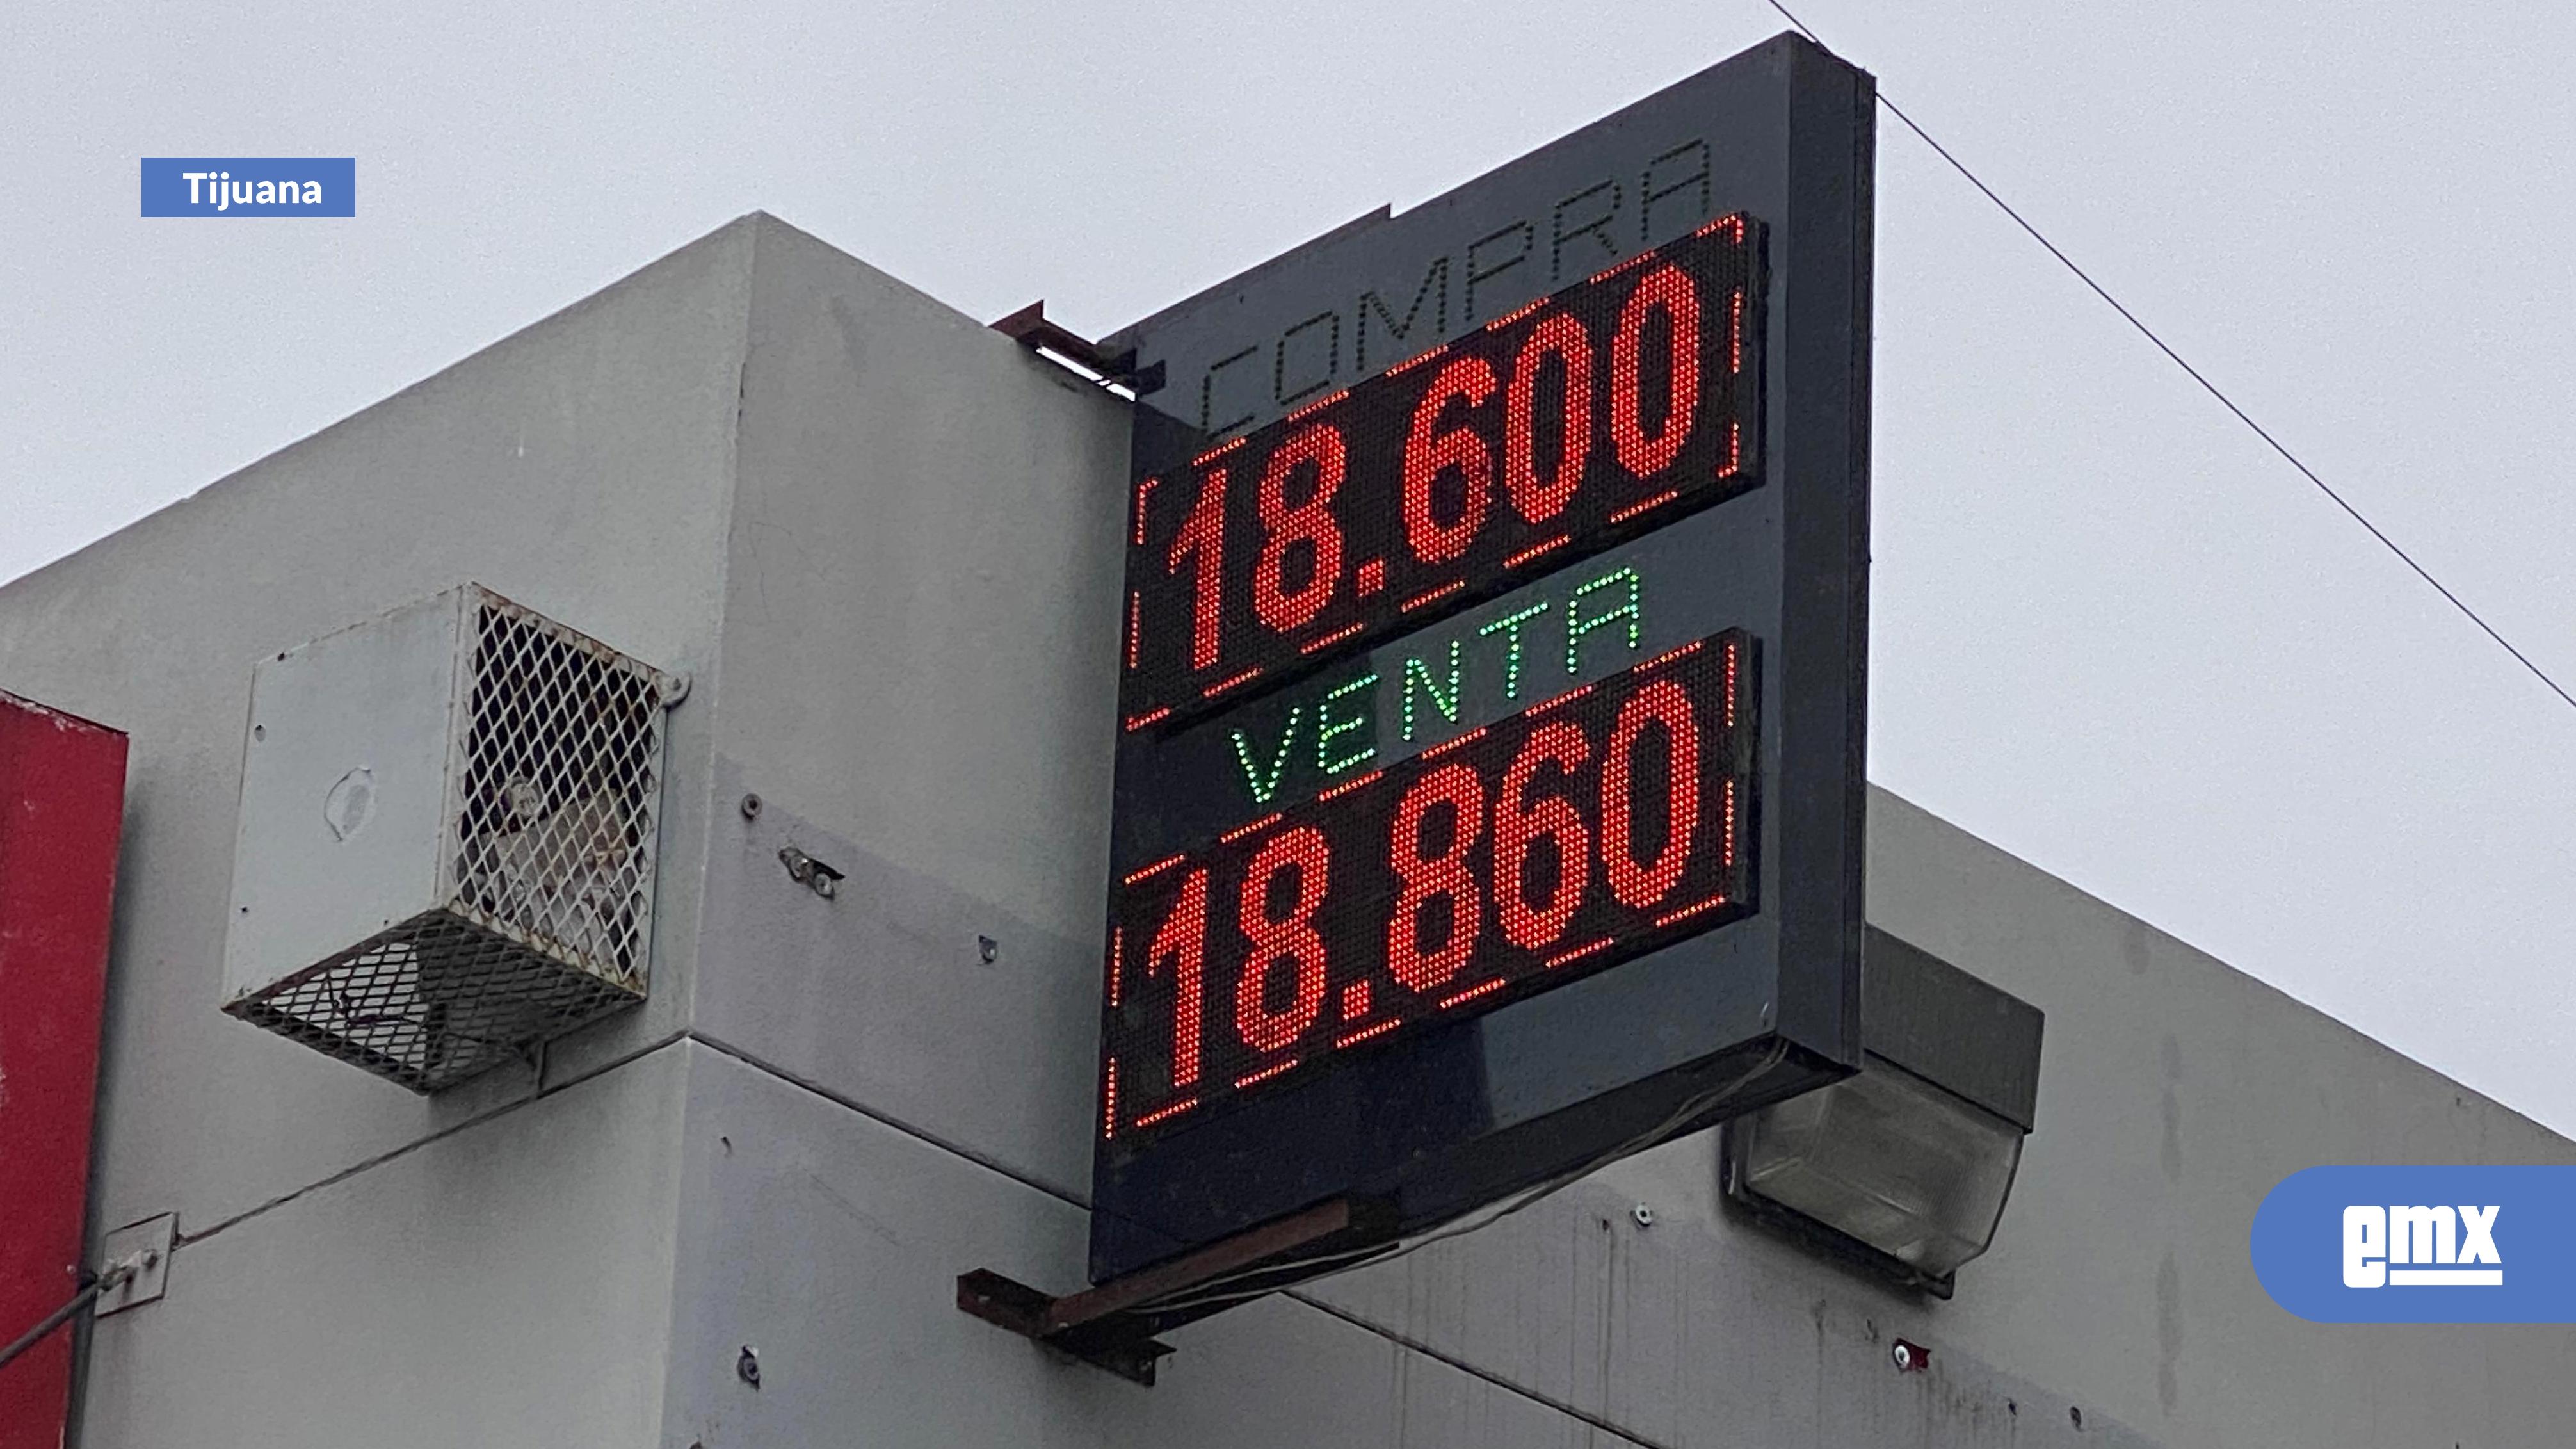 Tijuana
COMPRA
18.600
VENTA
18.860
emx